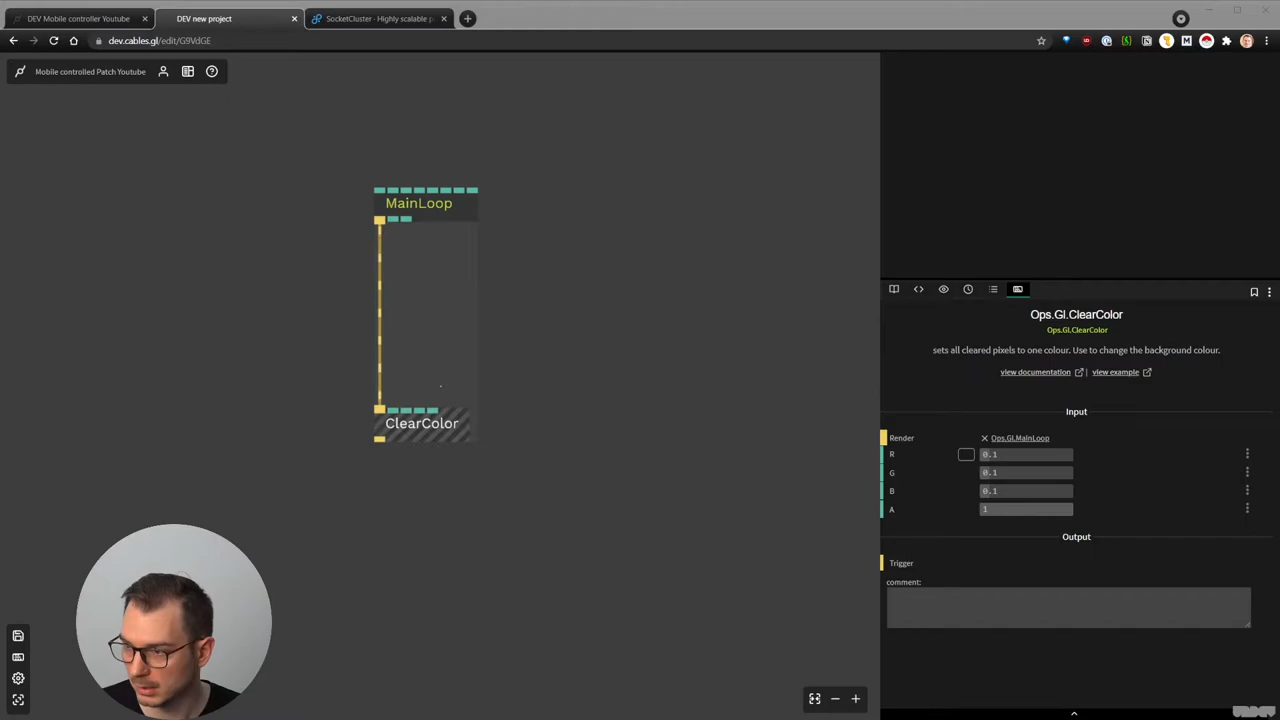 DEV Mobile controller Youtube
DEV new project
SocketCluster · Highly scalable p
dev.cables.gl/edit/G9VdGE
Mobile controlled Patch Youtube
MainLoop
ClearColor
Ops.Gl.ClearColor
Ops.Gl.ClearColor
sets all cleared pixels to one colour. Use to change the background colour.
view documentation | view example
Input
Render Ops.Gl.MainLoop
R 0.1
G 0.1
B 0.1
A 1
Output
Trigger
comment: